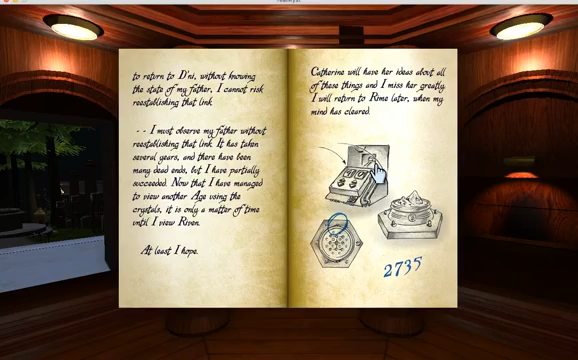 to return to D'ni, without knowing
the state of my father, I cannot risk
reestablishing that link.
-- I must observe my father without
reestablishing that link. It has taken
several years, and there have been
many dead ends, but I have partially
succeeded. Now that I have managed
to view another Age using the
crystals, it is only a matter of time
until I view Riven.
At least I hope.
Catherine will have her ideas about all
of these things and I miss her greatly.
I will return to Rime later, when my
mind has cleared.
2735